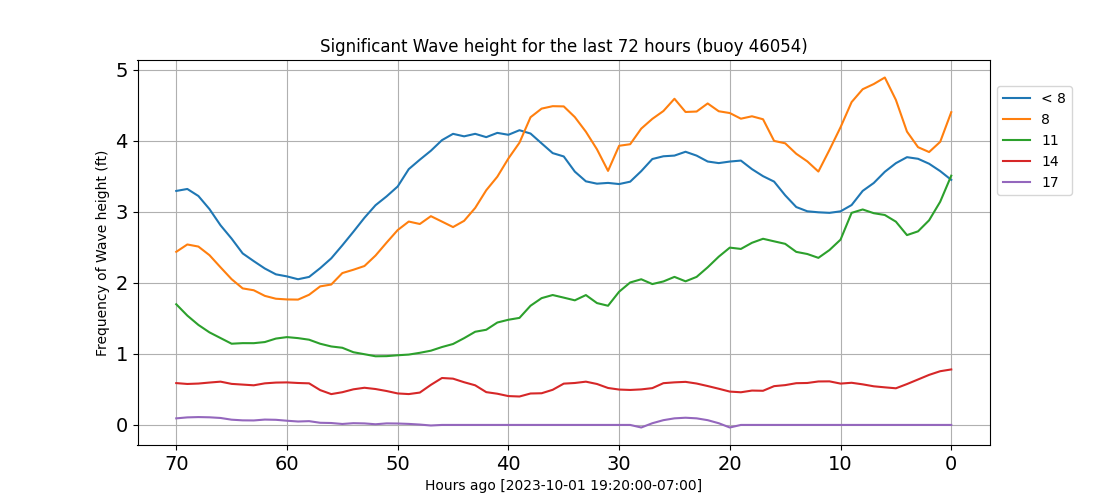 Significant Wave height for the last 72 hours (buoy 46054)
Frequency of Wave height (ft)
5
4
3
2
1
0
70 60 50 40 30 20 10 0
Hours ago [2023-10-01 19:20:00-07:00]
< 8
8
11
14
17